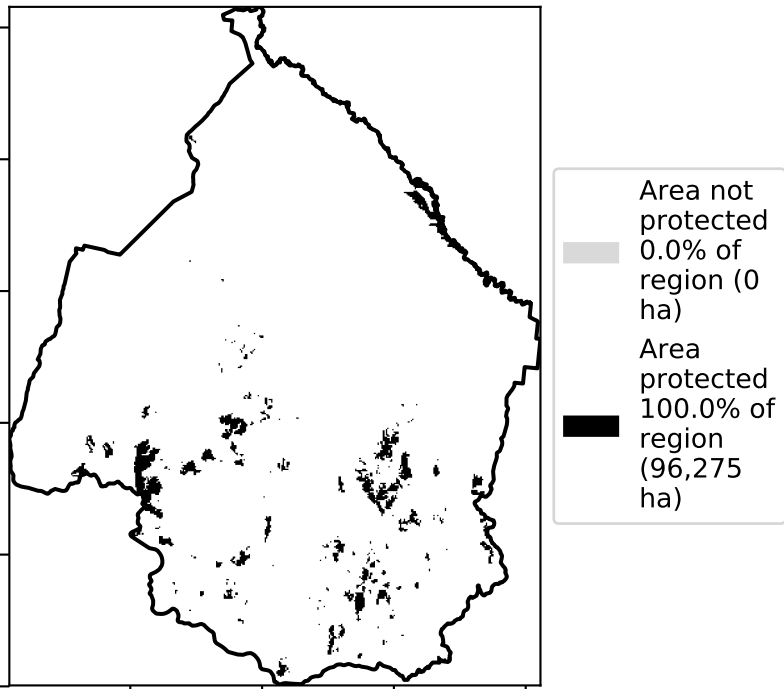 Area not
protected
0.0% of
region (0
ha)
Area
protected
100.0% of
region
(96,275
ha)